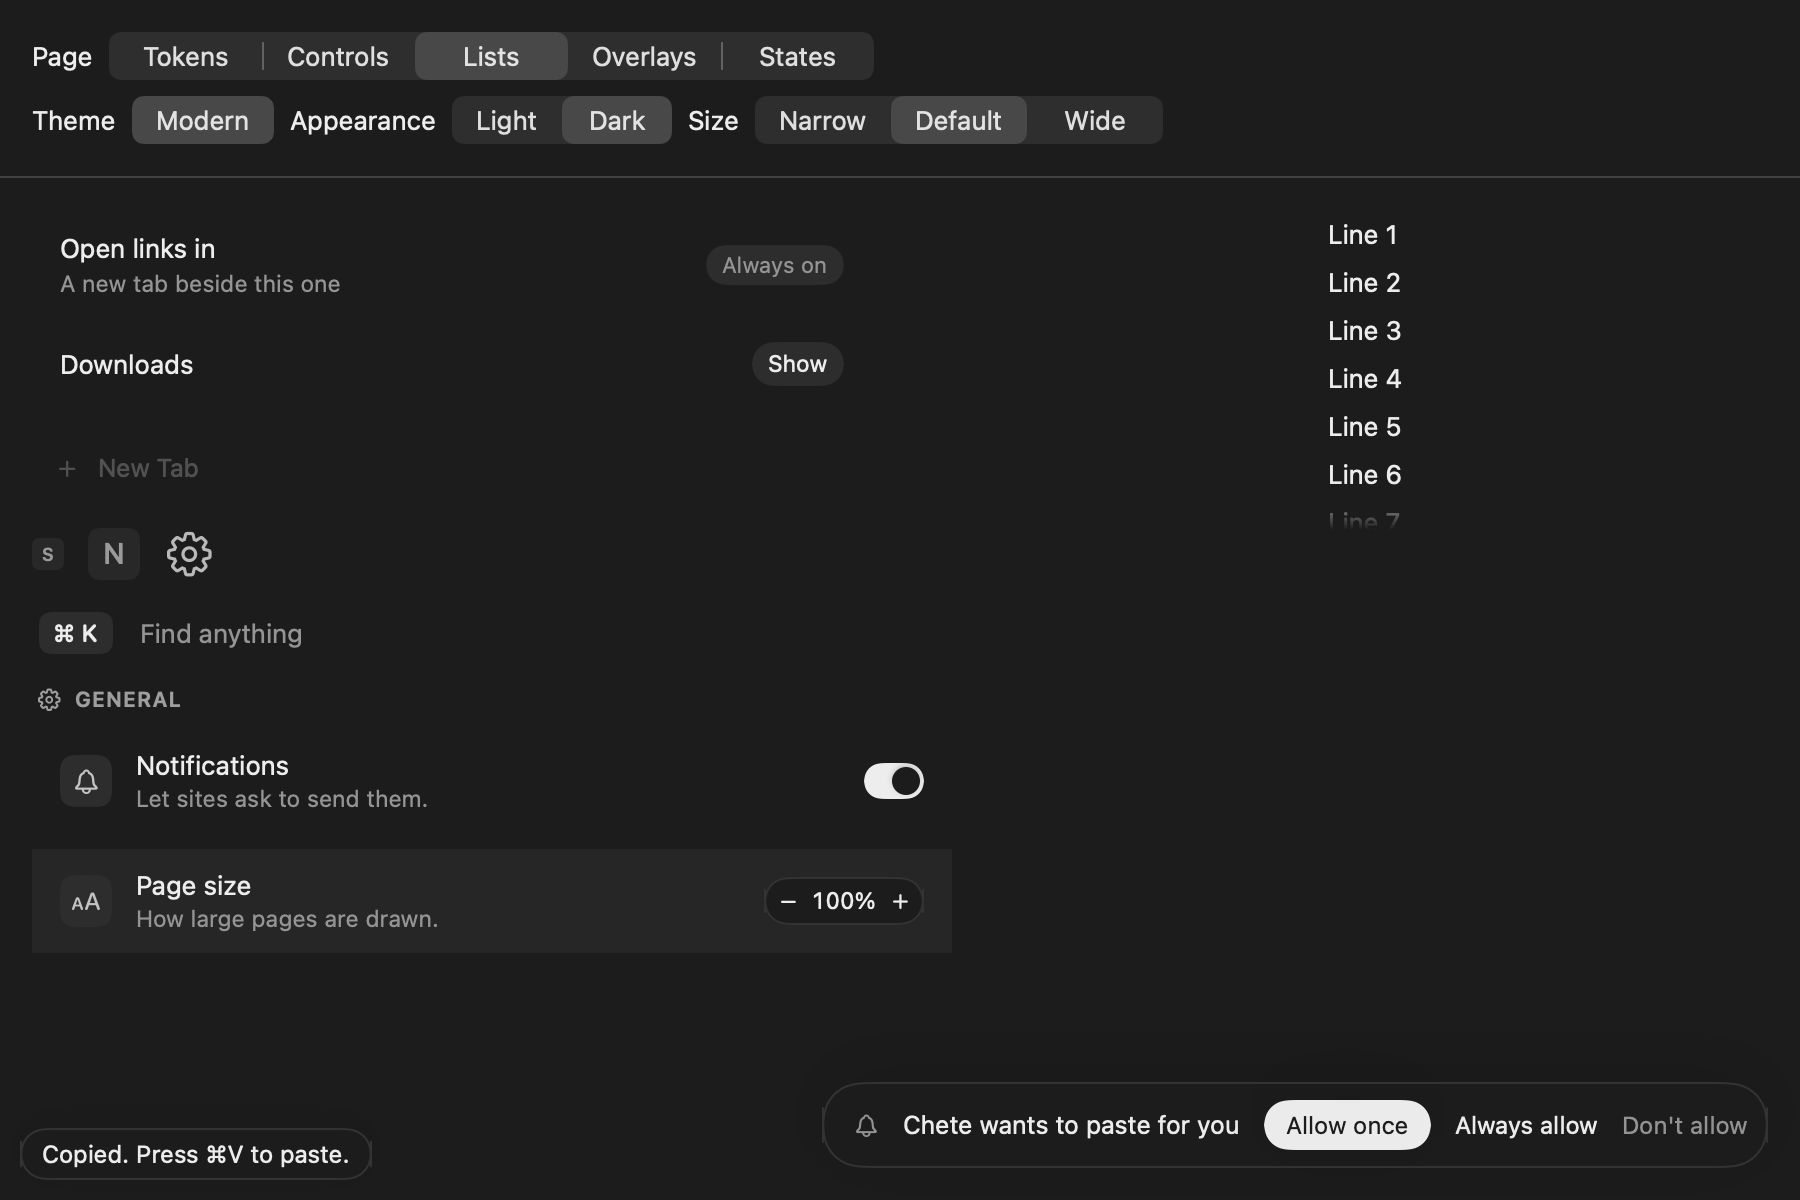 Page Tokens Controls Lists Overlays States
Theme Modern Appearance Light Dark Size Narrow Default Wide
Open links in
A new tab beside this one
Always on
Downloads
Show
+ New Tab
S N
⌘ K Find anything
GENERAL
Notifications
Let sites ask to send them.
AA
Page size
How large pages are drawn.
− 100% +
Line 1
Line 2
Line 3
Line 4
Line 5
Line 6
Line 7
Chete wants to paste for you Allow once Always allow Don't allow
Copied. Press ⌘V to paste.